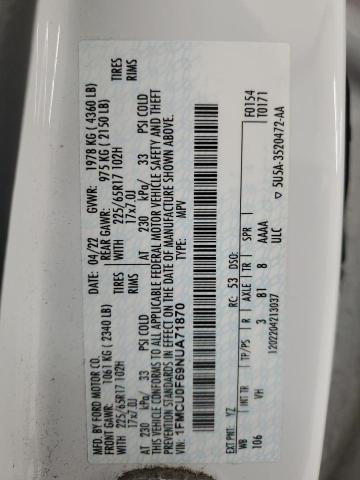 MFD BY FORD MOTOR CO.
DATE: 04/22 GVWR: 1978 KG ( 4360 LB)
FRONT GAWR: 1061 KG ( 2340 LB) REAR GAWR: 975 KG ( 2150 LB)
WITH 225/65R17 102H TIRES WITH 225/65R17 102H TIRES
17x7.0J RIMS 17x7.0J RIMS
AT 230 kPa/ 33 PSI COLD AT 230 kPa/ 33 PSI COLD
THIS VEHICLE CONFORMS TO ALL APPLICABLE FEDERAL MOTOR VEHICLE SAFETY AND THEFT
PREVENTION STANDARDS IN EFFECT ON THE DATE OF MANUFACTURE SHOWN ABOVE.
VIN: 1FMCU0F69NUA71870 TYPE: MPV
F0154
T0171
EXT PNT: YZ RC: 53 DSO:
WB INT TR TP/PS R AXLE TR SPR
106 VH 3 B1 8 AAAA
ULC
1202204213037
▽ 5U5A-3520472-AA